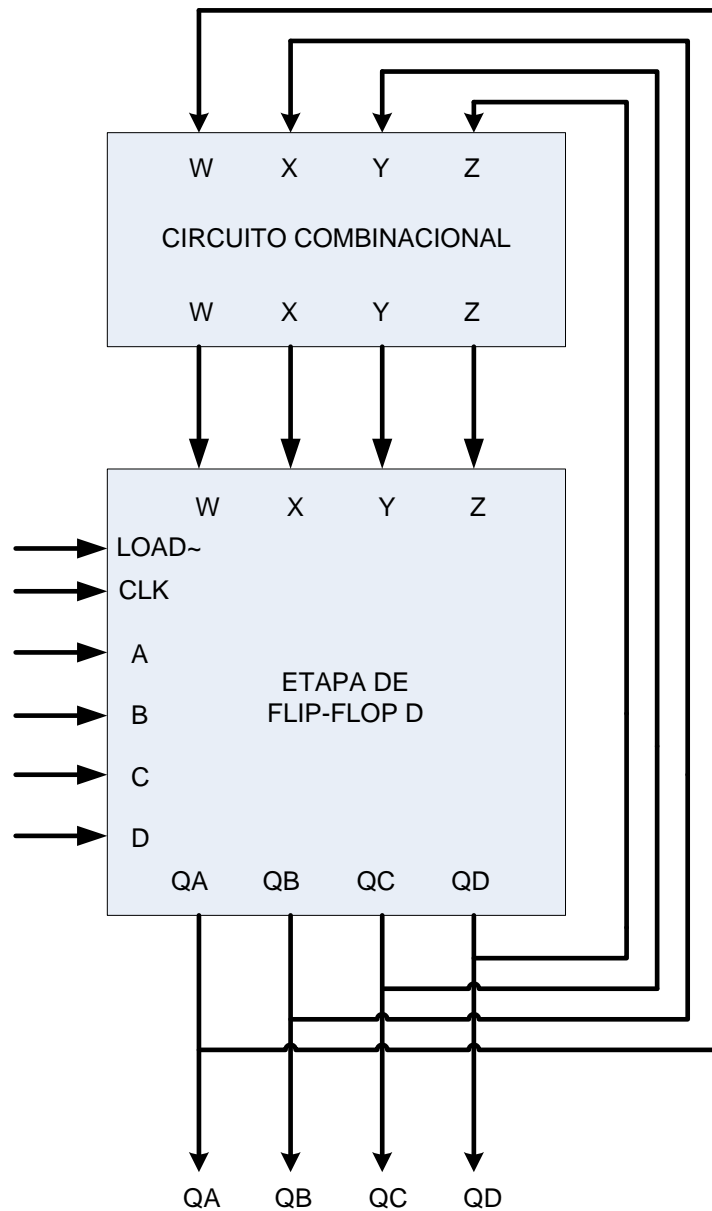 W X Y Z
CIRCUITO COMBINACIONAL
W X Y Z
W X Y Z
LOAD~
CLK
A
B
C
D
ETAPA DE
FLIP-FLOP D
QA QB QC QD
QA QB QC QD